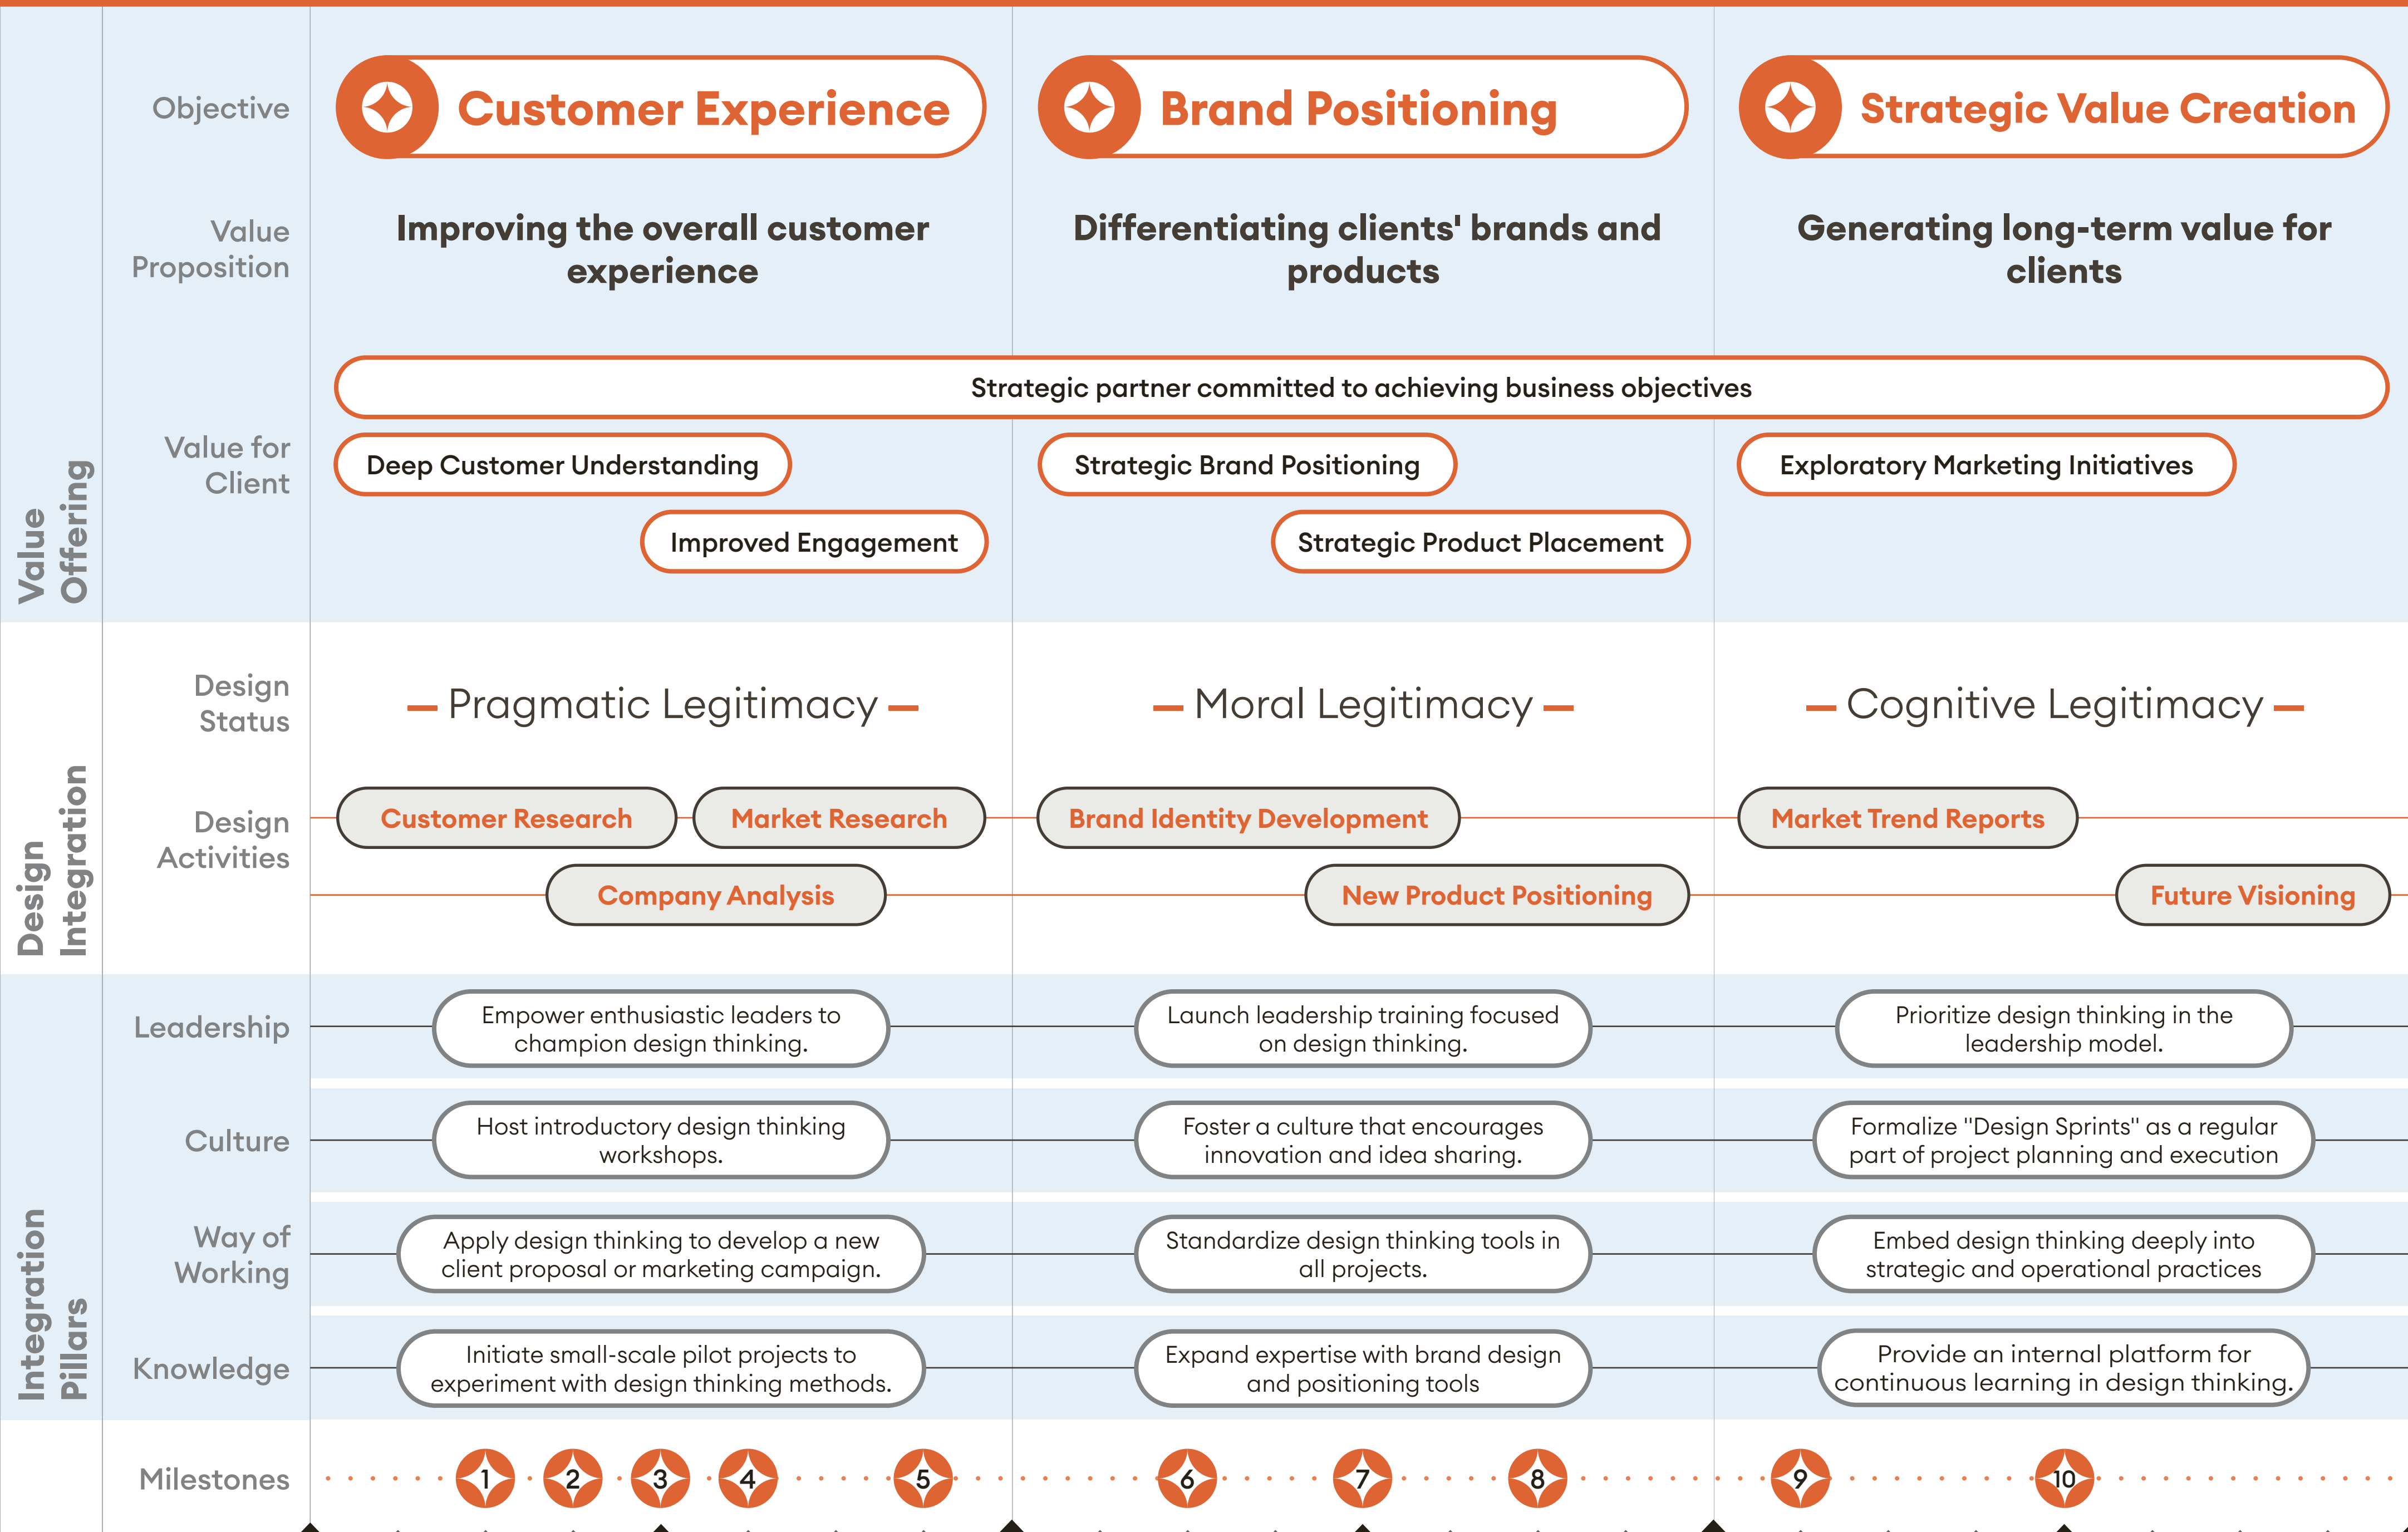 Objective
Customer Experience
Brand Positioning
Strategic Value Creation
Value
Proposition
Improving the overall customer
experience
Differentiating clients' brands and
products
Generating long-term value for
clients
Value
Offering
Value for
Client
Strategic partner committed to achieving business objectives
Deep Customer Understanding
Strategic Brand Positioning
Exploratory Marketing Initiatives
Improved Engagement
Strategic Product Placement
Design
Integration
Design
Status
Pragmatic Legitimacy
Moral Legitimacy
Cognitive Legitimacy
Design
Activities
Customer Research
Market Research
Brand Identity Development
Market Trend Reports
Company Analysis
New Product Positioning
Future Visioning
Integration
Pillars
Leadership
Empower enthusiastic leaders to
champion design thinking.
Launch leadership training focused
on design thinking.
Prioritize design thinking in the
leadership model.
Culture
Host introductory design thinking
workshops.
Foster a culture that encourages
innovation and idea sharing.
Formalize "Design Sprints" as a regular
part of project planning and execution
Way of
Working
Apply design thinking to develop a new
client proposal or marketing campaign.
Standardize design thinking tools in
all projects.
Embed design thinking deeply into
strategic and operational practices
Knowledge
Initiate small-scale pilot projects to
experiment with design thinking methods.
Expand expertise with brand design
and positioning tools
Provide an internal platform for
continuous learning in design thinking.
Milestones
1 2 3 4 5 6 7 8 9 10